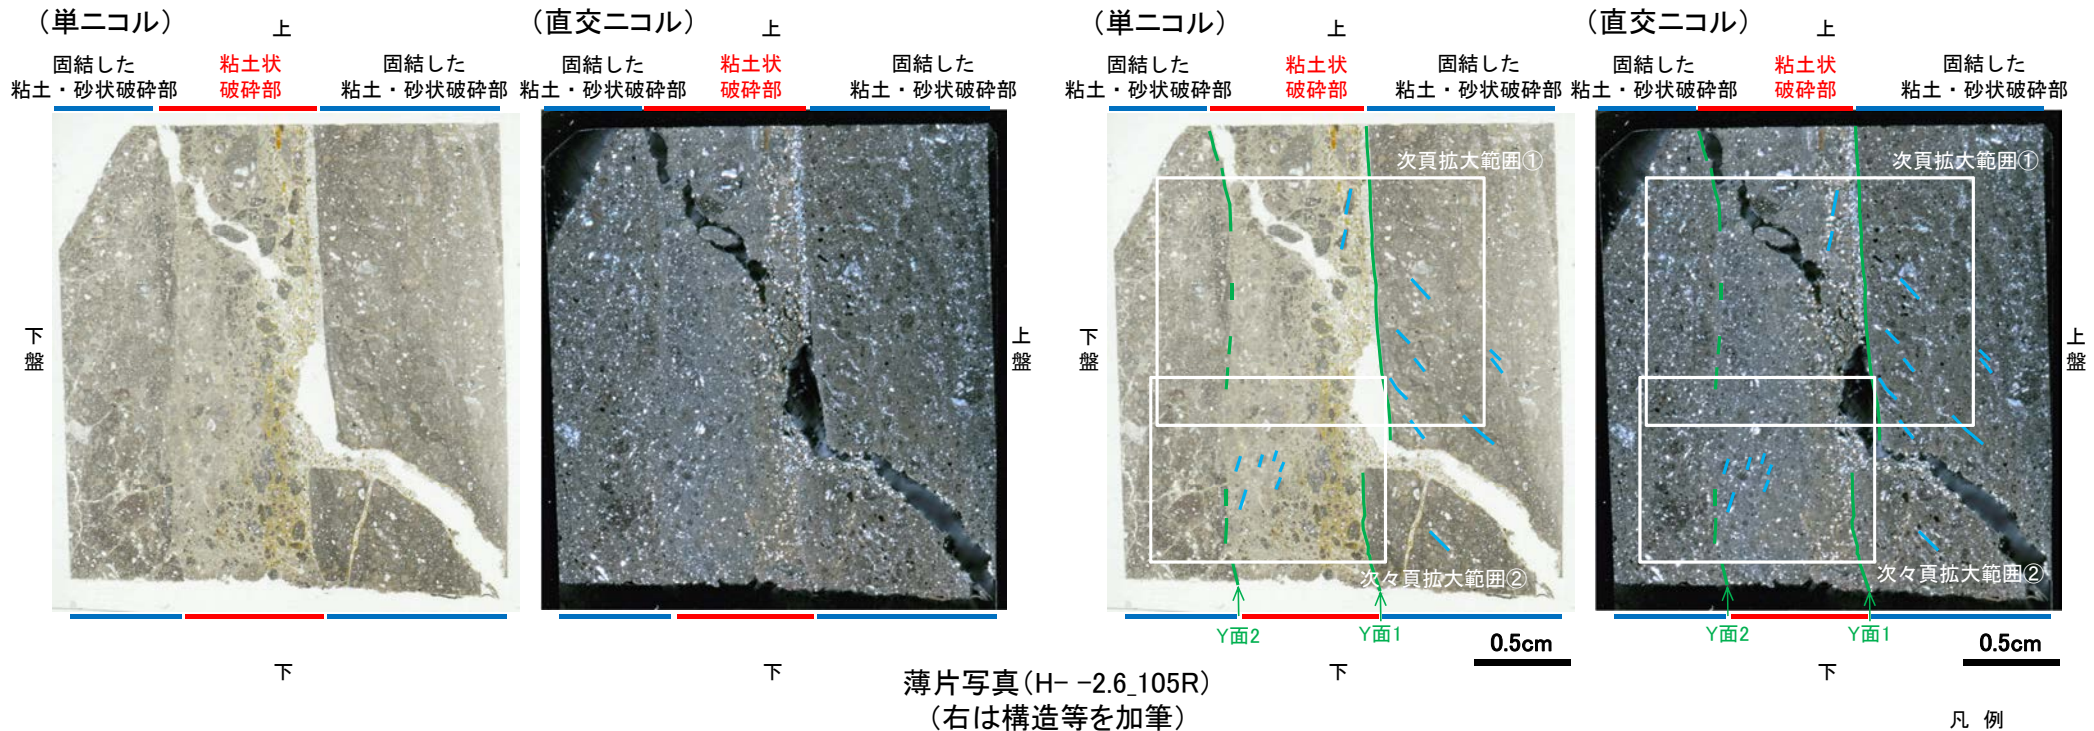 （単ニコル）
上
固結した
粘土・砂状破砕部
粘土状
破砕部
固結した
粘土・砂状破砕部
（直交ニコル）
上
固結した
粘土・砂状破砕部
粘土状
破砕部
固結した
粘土・砂状破砕部
（単ニコル）
上
固結した
粘土・砂状破砕部
粘土状
破砕部
固結した
粘土・砂状破砕部
（直交ニコル）
上
固結した
粘土・砂状破砕部
粘土状
破砕部
固結した
粘土・砂状破砕部
下盤
上盤
下盤
上盤
次頁拡大範囲①
次々頁拡大範囲②
次頁拡大範囲①
次々頁拡大範囲②
Y面2
Y面1
0.5cm
Y面2
Y面1
0.5cm
下
下
下
下
薄片写真（H- -2.6_105R）
（右は構造等を加筆）
凡 例